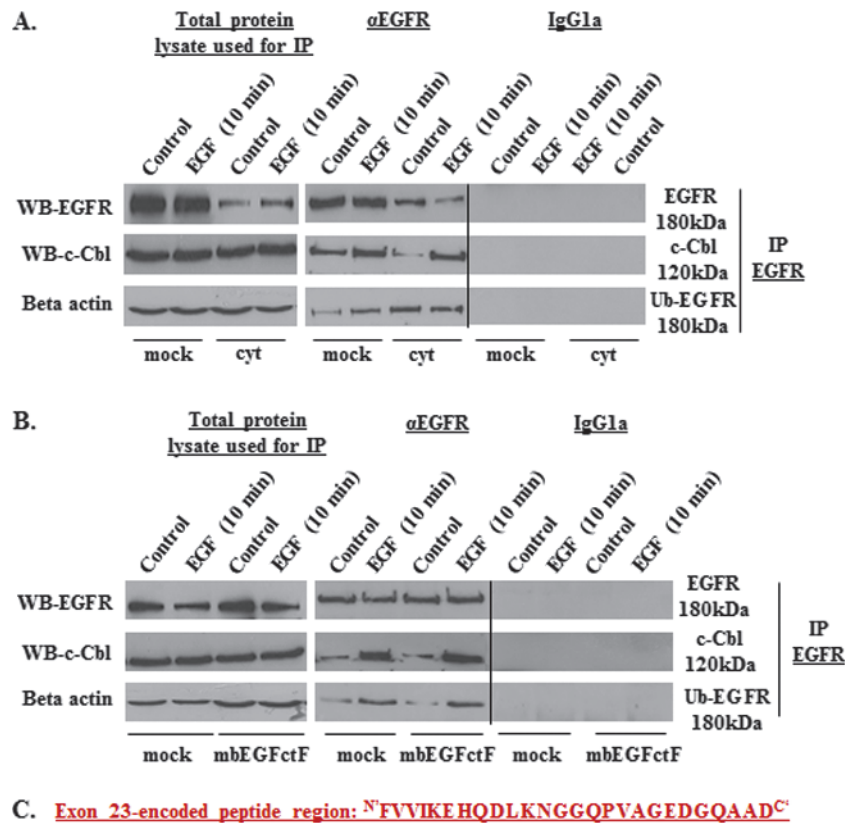 A.
Total protein
lysate used for IP
αEGFR
IgG1a
Control
EGF (10 min)
Control
EGF (10 min)
Control
EGF (10 min)
Control
EGF (10 min)
Control
EGF (10 min)
EGF (10 min)
Control
WB-EGFR
EGFR
180kDa
WB-c-Cbl
c-Cbl
120kDa
Beta actin
Ub-EGFR
180kDa
IP
EGFR
mock
cyt
mock
cyt
mock
cyt
B.
Total protein
lysate used for IP
αEGFR
IgG1a
Control
EGF (10 min)
Control
EGF (10 min)
Control
EGF (10 min)
Control
EGF (10 min)
Control
EGF (10 min)
Control
EGF (10 min)
WB-EGFR
EGFR
180kDa
WB-c-Cbl
c-Cbl
120kDa
Beta actin
Ub-EGFR
180kDa
IP
EGFR
mock
mbEGFctF
mock
mbEGFctF
mock
mbEGFctF
C. Exon 23-encoded peptide region: N'FVVIKEHQDLKNGGQPVAGEDGQAADC'